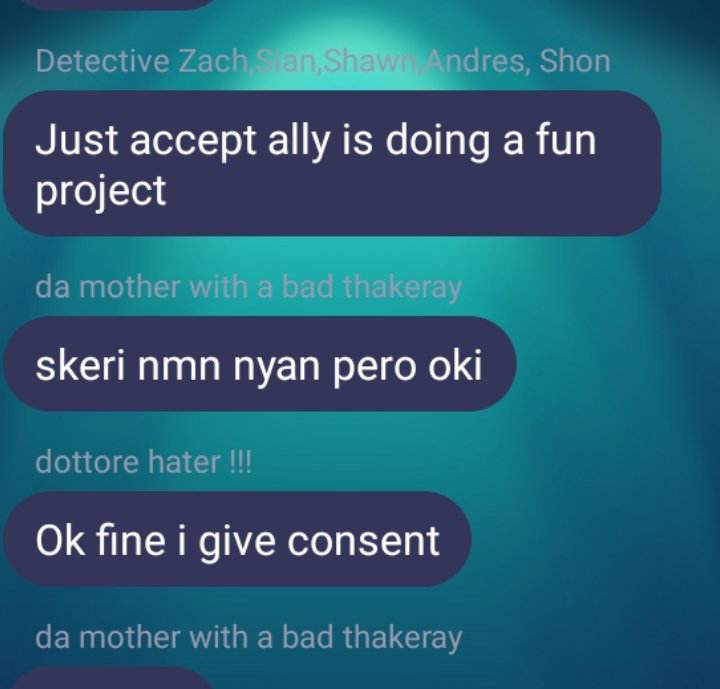 Detective Zach,Sian,Shawn,Andres, Shon
Just accept ally is doing a fun
project
da mother with a bad thakeray
skeri nmn nyan pero oki
dottore hater !!!
Ok fine i give consent
da mother with a bad thakeray